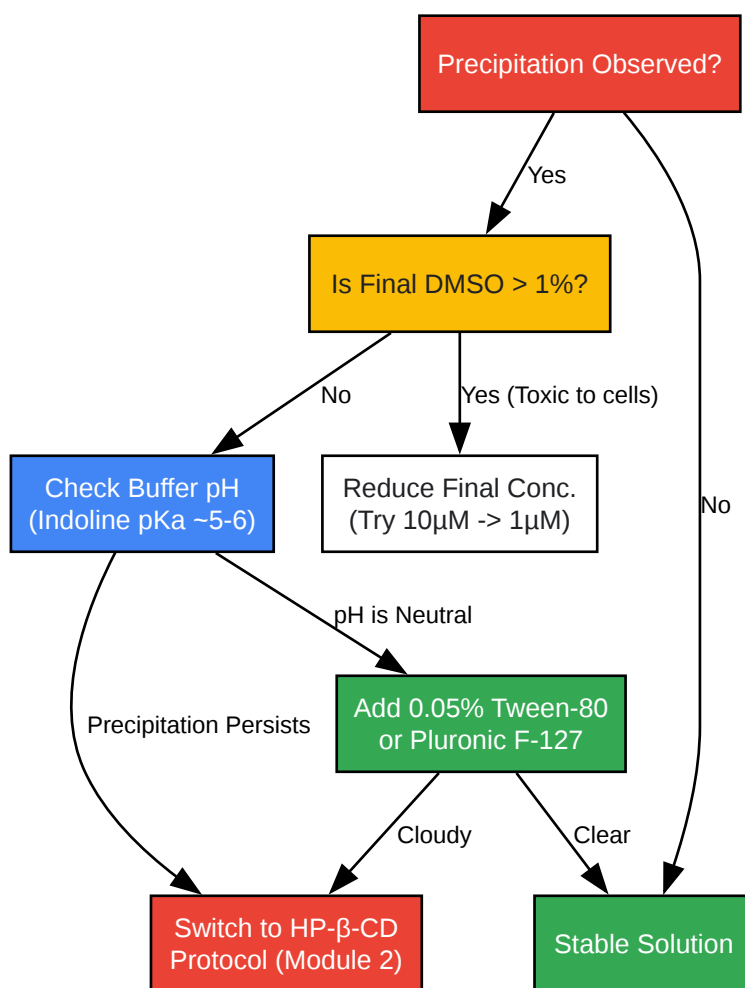 Precipitation Observed?
Yes
Is Final DMSO > 1%?
No
Yes (Toxic to cells)
Check Buffer pH
(Indoline pKa ~5-6)
Reduce Final Conc.
(Try 10µM -> 1µM)
No
pH is Neutral
Add 0.05% Tween-80
or Pluronic F-127
Precipitation Persists
Cloudy
Clear
Switch to HP-β-CD
Protocol (Module 2)
Stable Solution